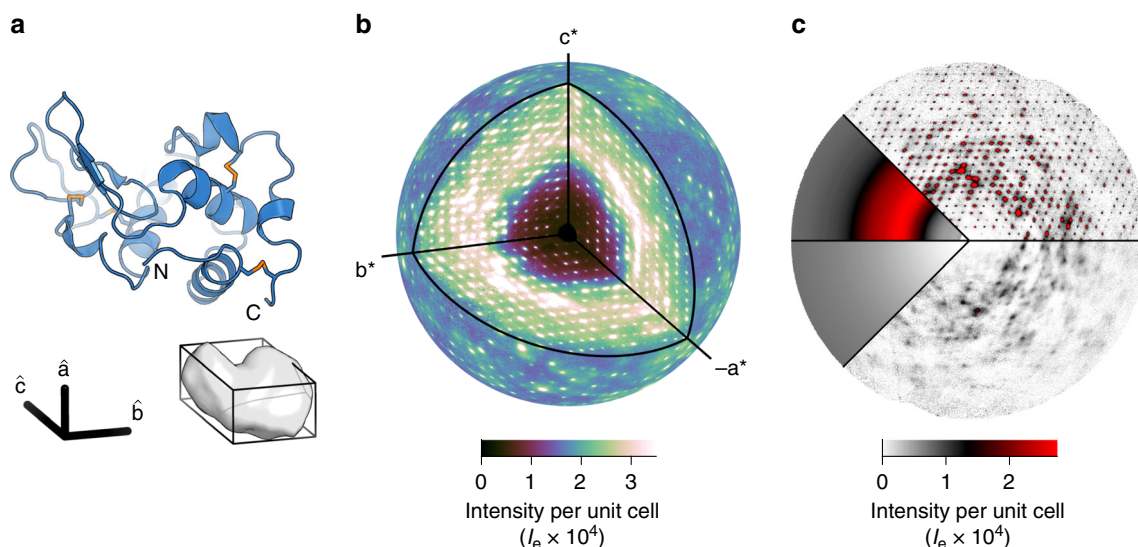 a
N
C
ĉ
â
b̂
b
c*
b*
–a*
0 1 2 3
Intensity per unit cell
(Iₑ × 10⁴)
c
0 1 2
Intensity per unit cell
(Iₑ × 10⁴)